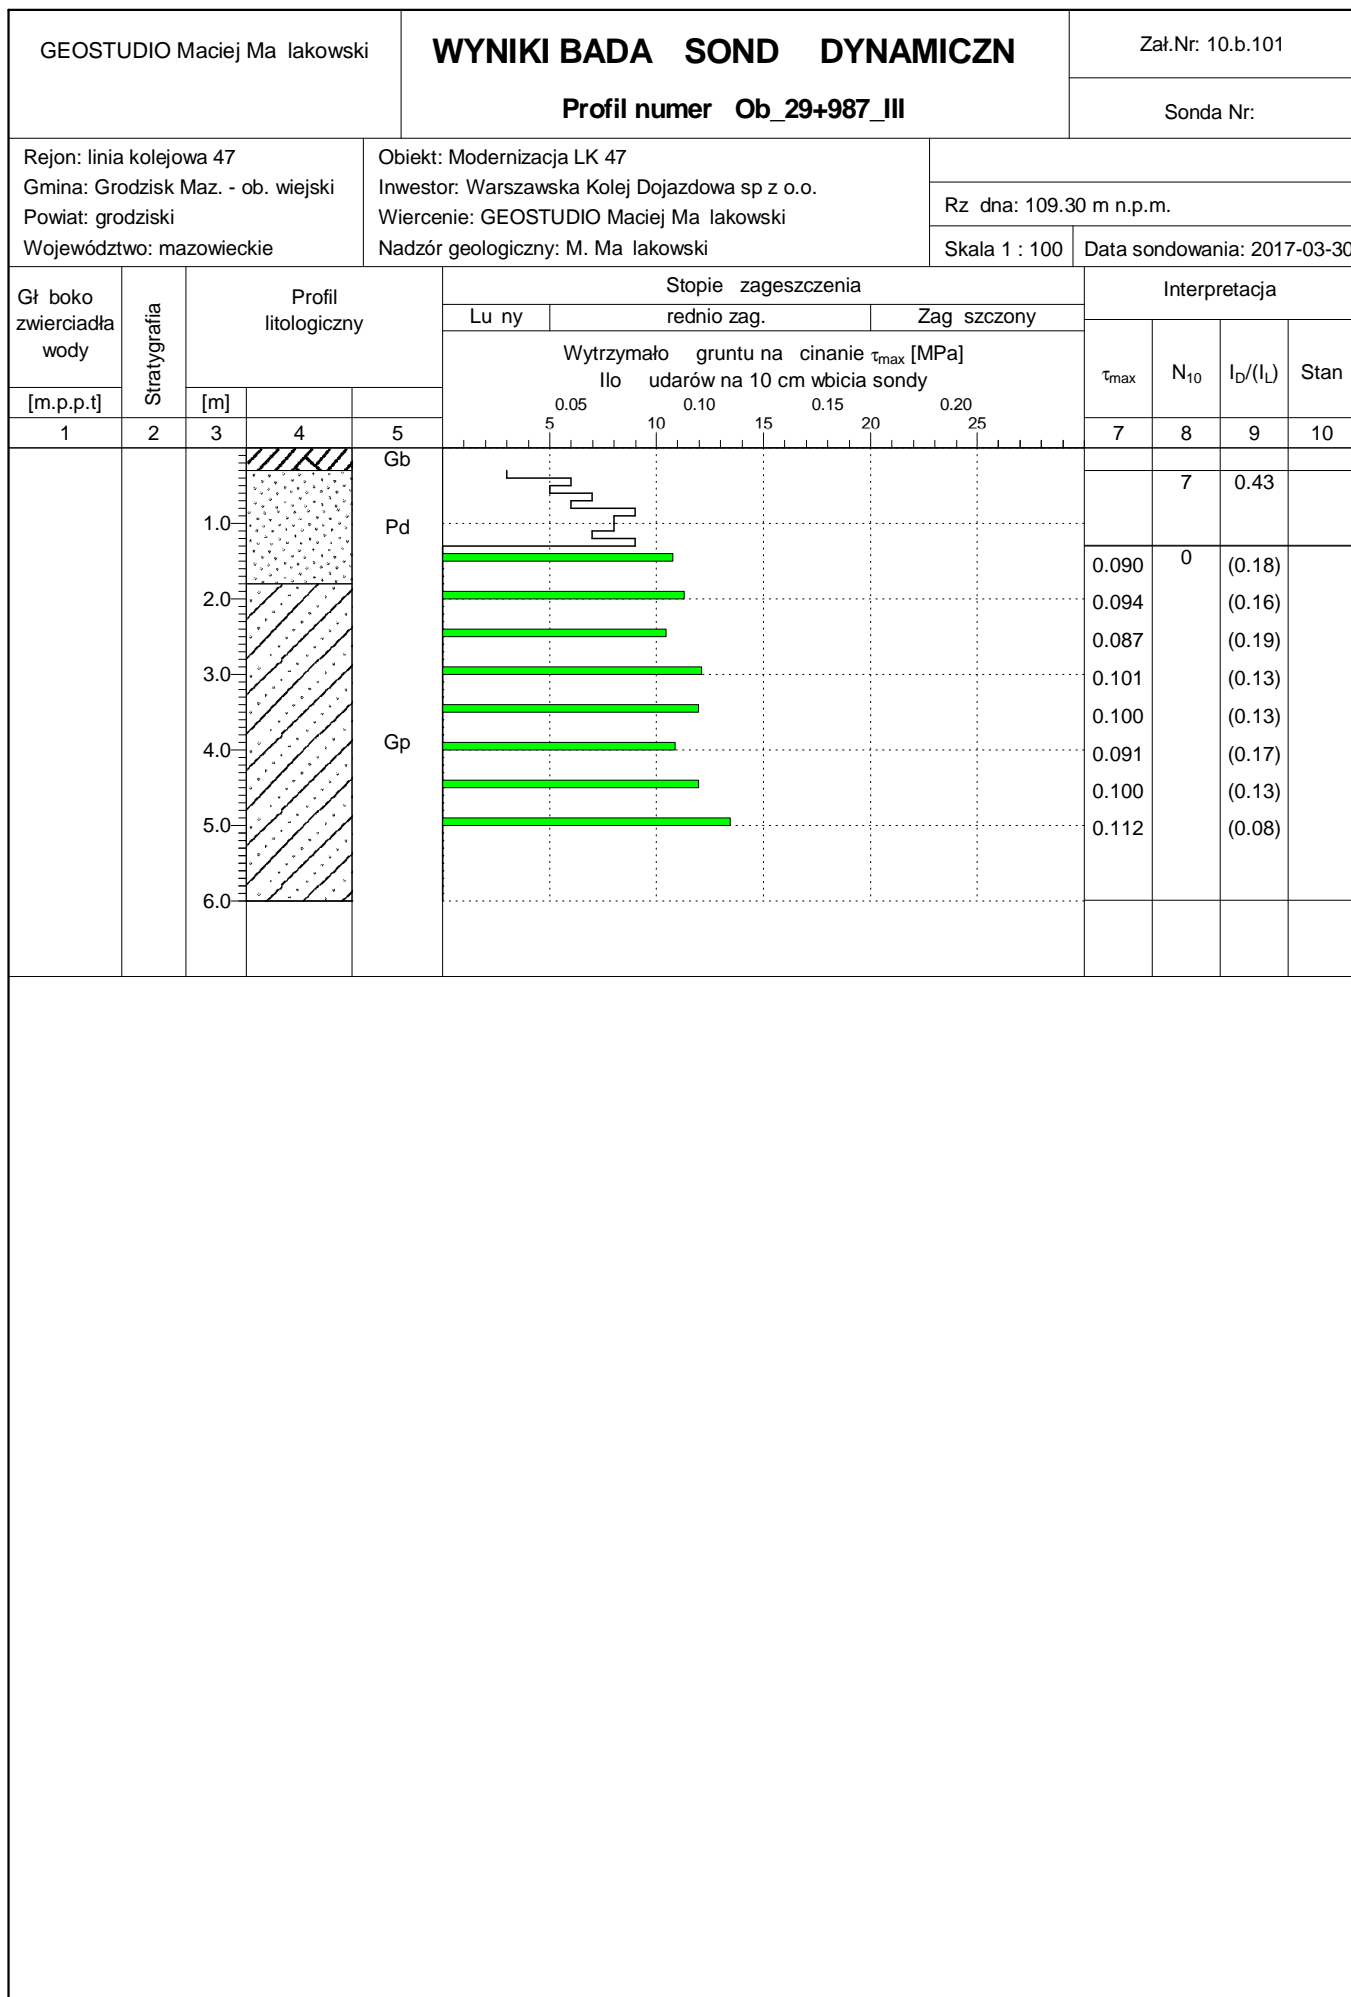 GEOSTUDIO Maciej Ma lakowski
WYNIKI BADA SOND DYNAMICZN
Profil numer Ob_29+987_III
Zał.Nr: 10.b.101
Sonda Nr:
Rejon: linia kolejowa 47
Gmina: Grodzisk Maz. - ob. wiejski
Powiat: grodziski
Województwo: mazowieckie
Obiekt: Modernizacja LK 47
Inwestor: Warszawska Kolej Dojazdowa sp z o.o.
Wiercenie: GEOSTUDIO Maciej Ma lakowski
Nadzór geologiczny: M. Ma lakowski
Rz dna: 109.30 m n.p.m.
Skala 1 : 100
Data sondowania: 2017-03-30
Gł boko
zwierciadła
wody
[m.p.p.t]
Stratygrafia
Profil
litologiczny
[m]
Stopie zageszczenia
Lu ny
rednio zag.
Zag szczony
Wytrzymało gruntu na cinanie τmax [MPa]
Ilo udarów na 10 cm wbicia sondy
0.05 0.10 0.15 0.20
5 10 15 20 25
Interpretacja
τmax
N10
ID/(IL)
Stan
1 2 3 4 5 7 8 9 10
Gb
7 0.43
1.0
Pd
0
0.090 (0.18)
2.0
0.094 (0.16)
0.087 (0.19)
3.0
0.101 (0.13)
0.100 (0.13)
4.0
Gp
0.091 (0.17)
0.100 (0.13)
5.0
0.112 (0.08)
6.0